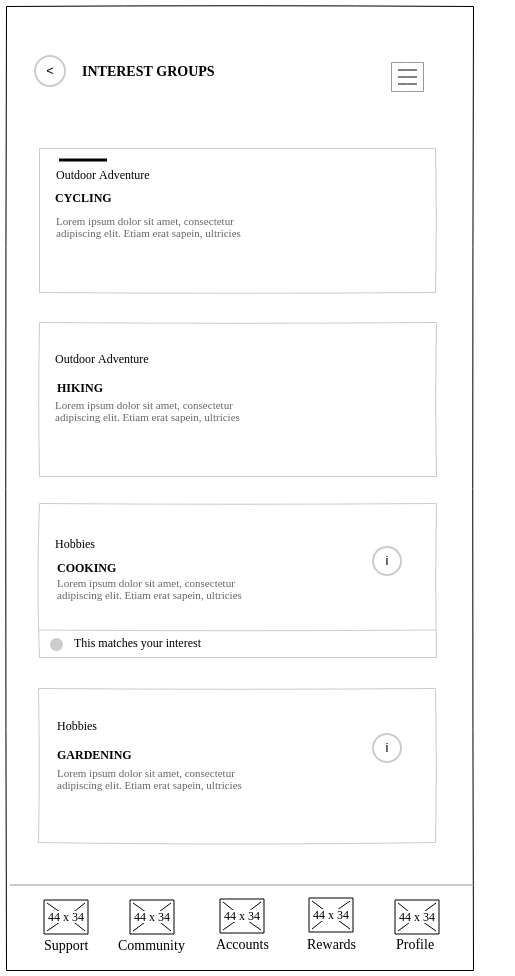 <
INTEREST GROUPS
Outdoor Adventure
CYCLING
Lorem ipsum dolor sit amet, consectetur
adipiscing elit. Etiam erat sapein, ultricies
Outdoor Adventure
HIKING
Lorem ipsum dolor sit amet, consectetur
adipiscing elit. Etiam erat sapein, ultricies
Hobbies
i
COOKING
Lorem ipsum dolor sit amet, consectetur
adipiscing elit. Etiam erat sapein, ultricies
This matches your interest
Hobbies
i
GARDENING
Lorem ipsum dolor sit amet, consectetur
adipiscing elit. Etiam erat sapein, ultricies
44 x 34 44 x 34 44 x 34 44 x 34 44 x 34
Support Community Accounts Rewards Profile